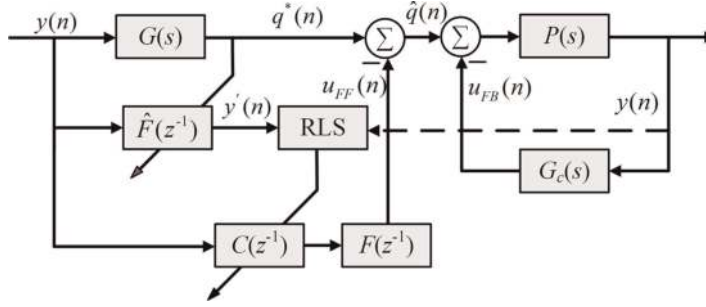 y(n)
G(s)
q*(n)
∑
q̂(n)
∑
P(s)
u_FF(n)
u_FB(n)
y(n)
F̂(z⁻¹)
y'(n)
RLS
G_c(s)
C(z⁻¹)
F(z⁻¹)